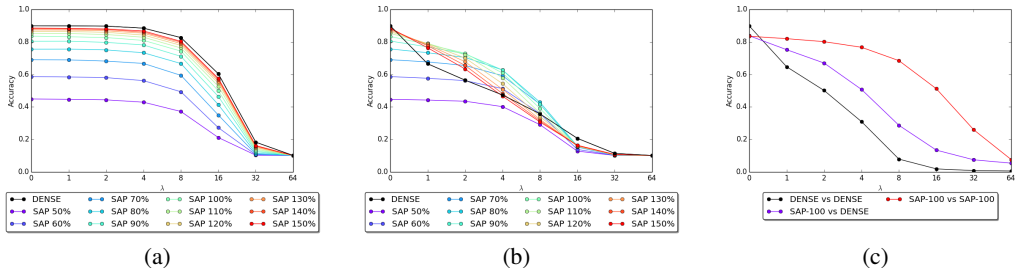 1.0
0.8
0.6
0.4
0.2
0.0
Accuracy
0 1 2 4 8 16 32 64
λ
DENSE SAP 70% SAP 100% SAP 130%
SAP 50% SAP 80% SAP 110% SAP 140%
SAP 60% SAP 90% SAP 120% SAP 150%
(a)
1.0
0.8
0.6
0.4
0.2
0.0
Accuracy
0 1 2 4 8 16 32 64
λ
DENSE SAP 70% SAP 100% SAP 130%
SAP 50% SAP 80% SAP 110% SAP 140%
SAP 60% SAP 90% SAP 120% SAP 150%
(b)
1.0
0.8
0.6
0.4
0.2
0.0
Accuracy
0 1 2 4 8 16 32 64
λ
DENSE vs DENSE SAP-100 vs SAP-100
SAP-100 vs DENSE
(c)